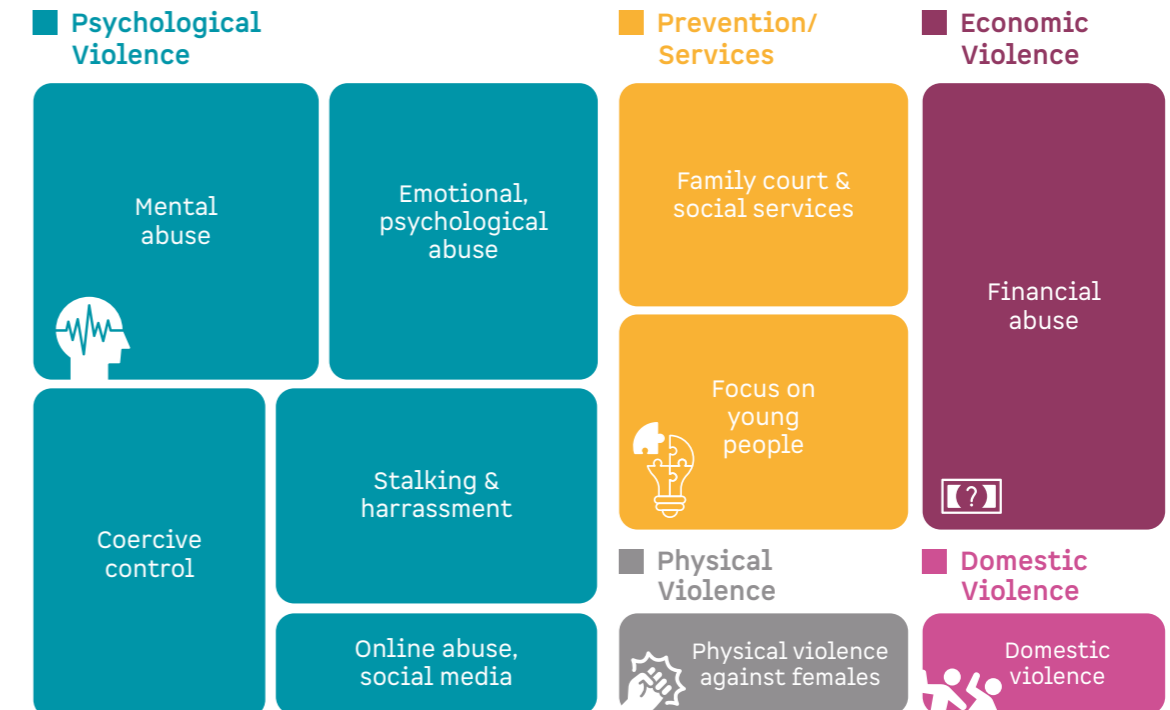 Psychological
Violence
Mental
abuse
Emotional,
psychological
abuse
Coercive
control
Stalking &
harrassment
Online abuse,
social media
Prevention/
Services
Family court &
social services
Focus on
young
people
Physical
Violence
Physical violence
against females
Economic
Violence
Financial
abuse
?
Domestic
Violence
Domestic
violence